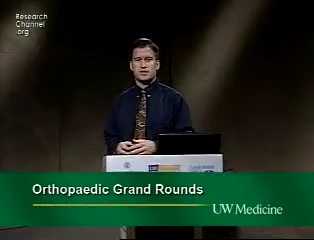 Research
Channel
.org
Orthopaedic Grand Rounds
UW Medicine